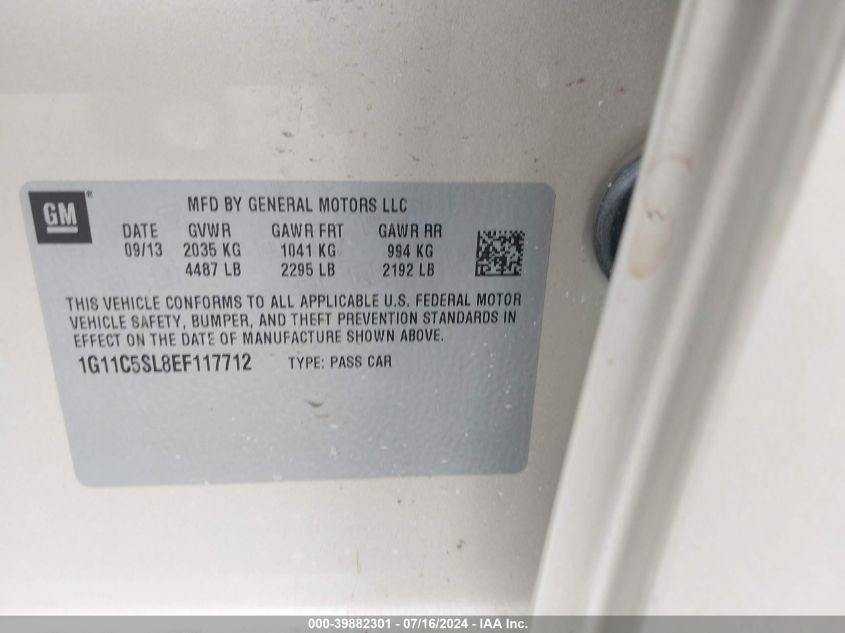 GM®
MFD BY GENERAL MOTORS LLC
DATE GVWR GAWR FRT GAWR RR
09/13 2035 KG 1041 KG 994 KG
4487 LB 2295 LB 2192 LB
THIS VEHICLE CONFORMS TO ALL APPLICABLE U.S. FEDERAL MOTOR
VEHICLE SAFETY, BUMPER, AND THEFT PREVENTION STANDARDS IN
EFFECT ON THE DATE OF MANUFACTURE SHOWN ABOVE.
1G11C5SL8EF117712 TYPE: PASS CAR
000-39882301 - 07/16/2024 - IAA Inc.